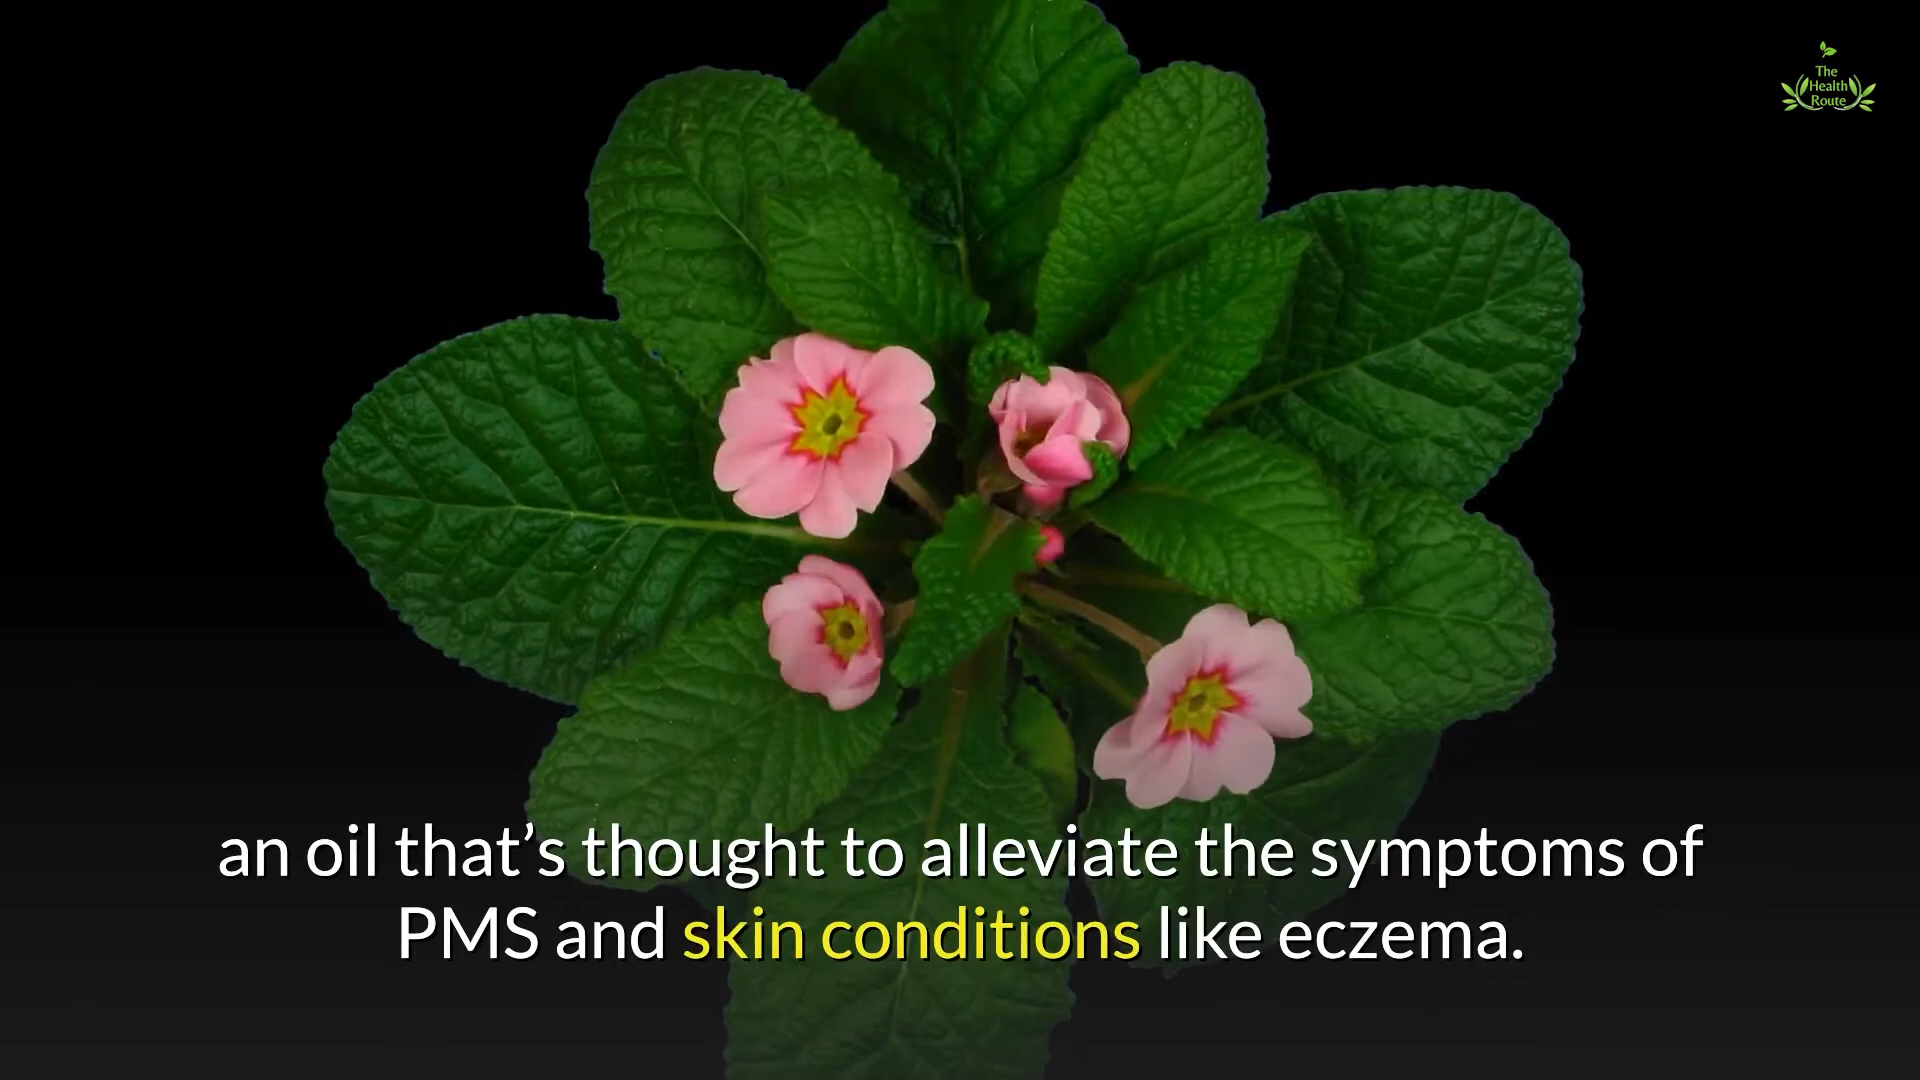 The
Health
Route
an oil that’s thought to alleviate the symptoms of
PMS and skin conditions like eczema.